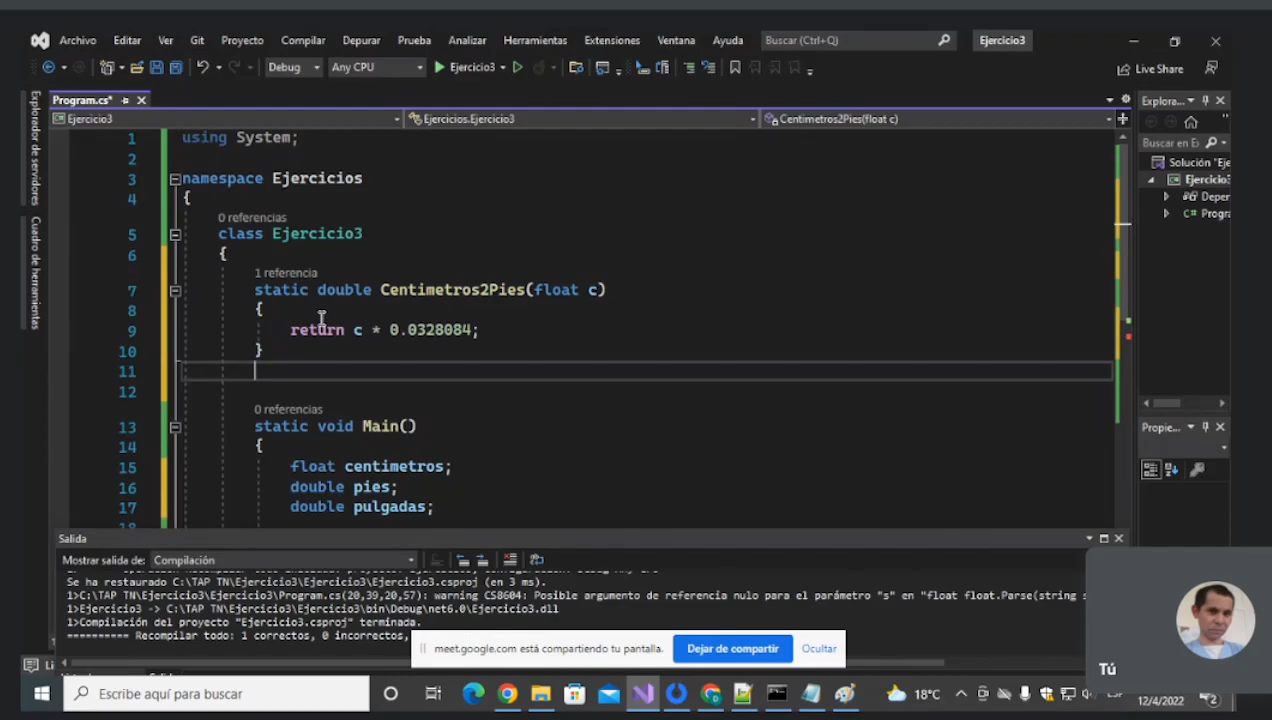 Archivo Editar Ver Git Proyecto Compilar Depurar Prueba Analizar Herramientas Extensiones Ventana Ayuda Buscar (Ctrl+Q) Ejercicio3
Debug Any CPU Ejercicio3 Live Share
Explorador de servidores
Cuadro de herramientas
Program.cs*
Ejercicio3 Ejercicios.Ejercicio3 Centimetros2Pies(float c)
1 using System;
2
3 namespace Ejercicios
4 {
0 referencias
5 class Ejercicio3
6 {
1 referencia
7 static double Centimetros2Pies(float c)
8 {
9 return c * 0.0328084;
10 }
11
12
0 referencias
13 static void Main()
14 {
15 float centimetros;
16 double pies;
17 double pulgadas;
18
Explora...
Buscar en E
Solución "Eje
Ejercicio3
Depen
Progra
Propie...
Salida
Mostrar salida de: Compilación
Se ha restaurado C:\TAP TN\Ejercicio3\Ejercicio3\Ejercicio3.csproj (en 3 ms).
1>C:\TAP TN\Ejercicio3\Ejercicio3\Program.cs(20,39,20,57): warning CS8604: Posible argumento de referencia nulo para el parámetro "s" en "float float.Parse(string s
1>Ejercicio3 -> C:\TAP TN\Ejercicio3\Ejercicio3\bin\Debug\net6.0\Ejercicio3.dll
1>Compilación del proyecto "Ejercicio3.csproj" terminada.
========== Recompilar todo: 1 correctos, 0 incorrectos,
meet.google.com está compartiendo tu pantalla. Dejar de compartir Ocultar
Tú
Escribe aquí para buscar
18°C
12/4/2022
2